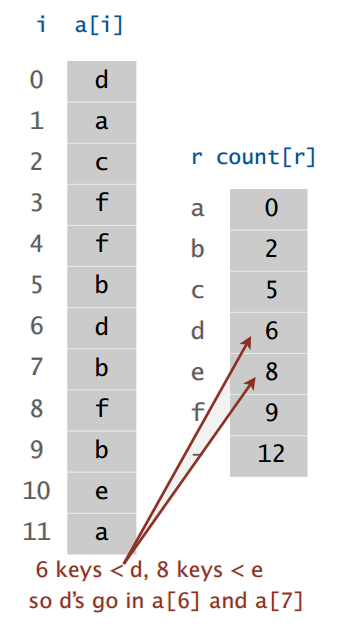 i a[i]
0 d
1 a
2 c
3 f
4 f
5 b
6 d
7 b
8 f
9 b
10 e
11 a
r count[r]
a 0
b 2
c 5
d 6
e 8
f 9
- 12
6 keys < d, 8 keys < e
so d’s go in a[6] and a[7]